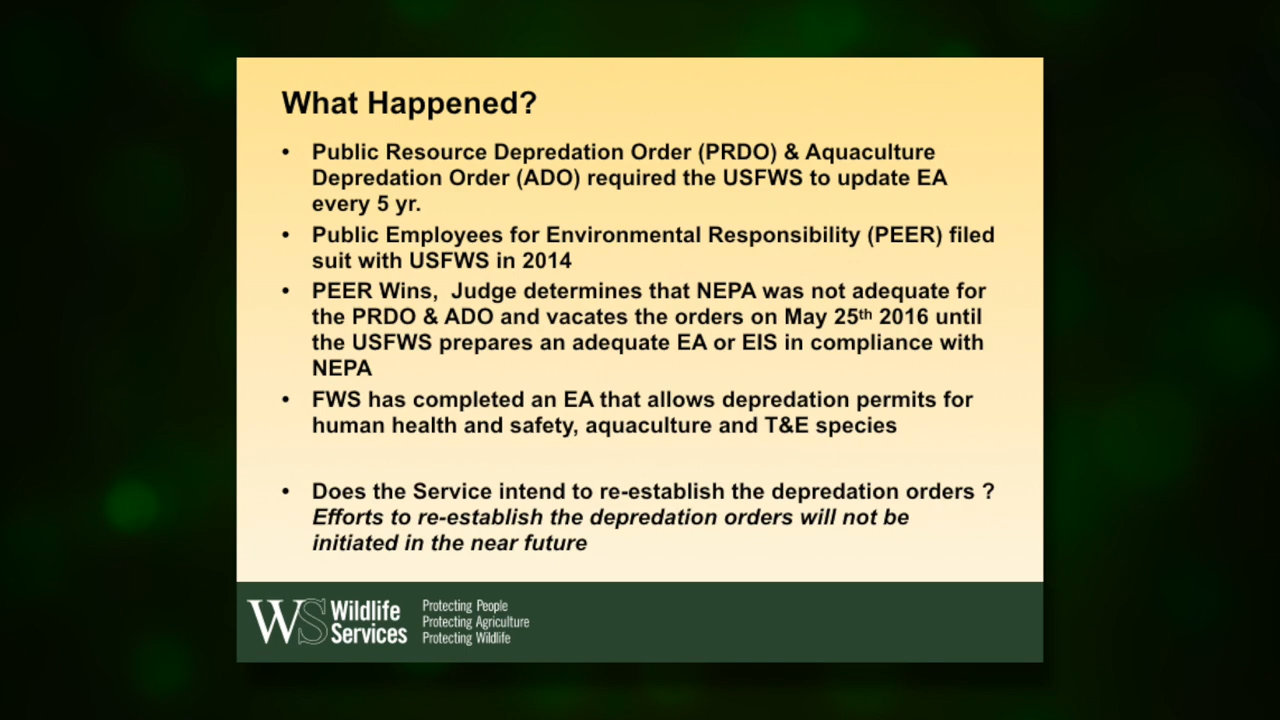 What Happened?
• Public Resource Depredation Order (PRDO) & Aquaculture
Depredation Order (ADO) required the USFWS to update EA
every 5 yr.
• Public Employees for Environmental Responsibility (PEER) filed
suit with USFWS in 2014
• PEER Wins,  Judge determines that NEPA was not adequate for
the PRDO & ADO and vacates the orders on May 25th 2016 until
the USFWS prepares an adequate EA or EIS in compliance with
NEPA
• FWS has completed an EA that allows depredation permits for
human health and safety, aquaculture and T&E species
• Does the Service intend to re-establish the depredation orders ?
Efforts to re-establish the depredation orders will not be
initiated in the near future
WS Wildlife
Services
Protecting People
Protecting Agriculture
Protecting Wildlife